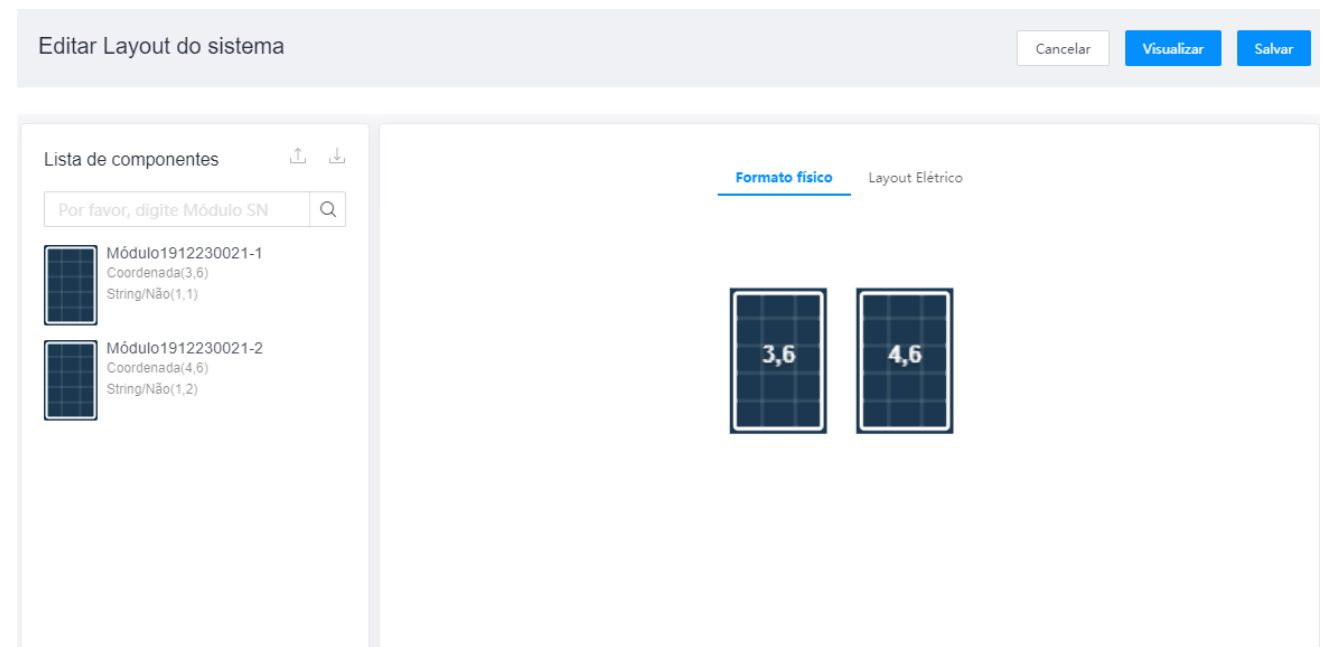 Editar Layout do sistema
Cancelar
Visualizar
Salvar
Lista de componentes
Por favor, digite Módulo SN
Módulo1912230021-1
Coordenada(3,6)
String/Não(1,1)
Módulo1912230021-2
Coordenada(4,6)
String/Não(1,2)
Formato físico
Layout Elétrico
3,6
4,6